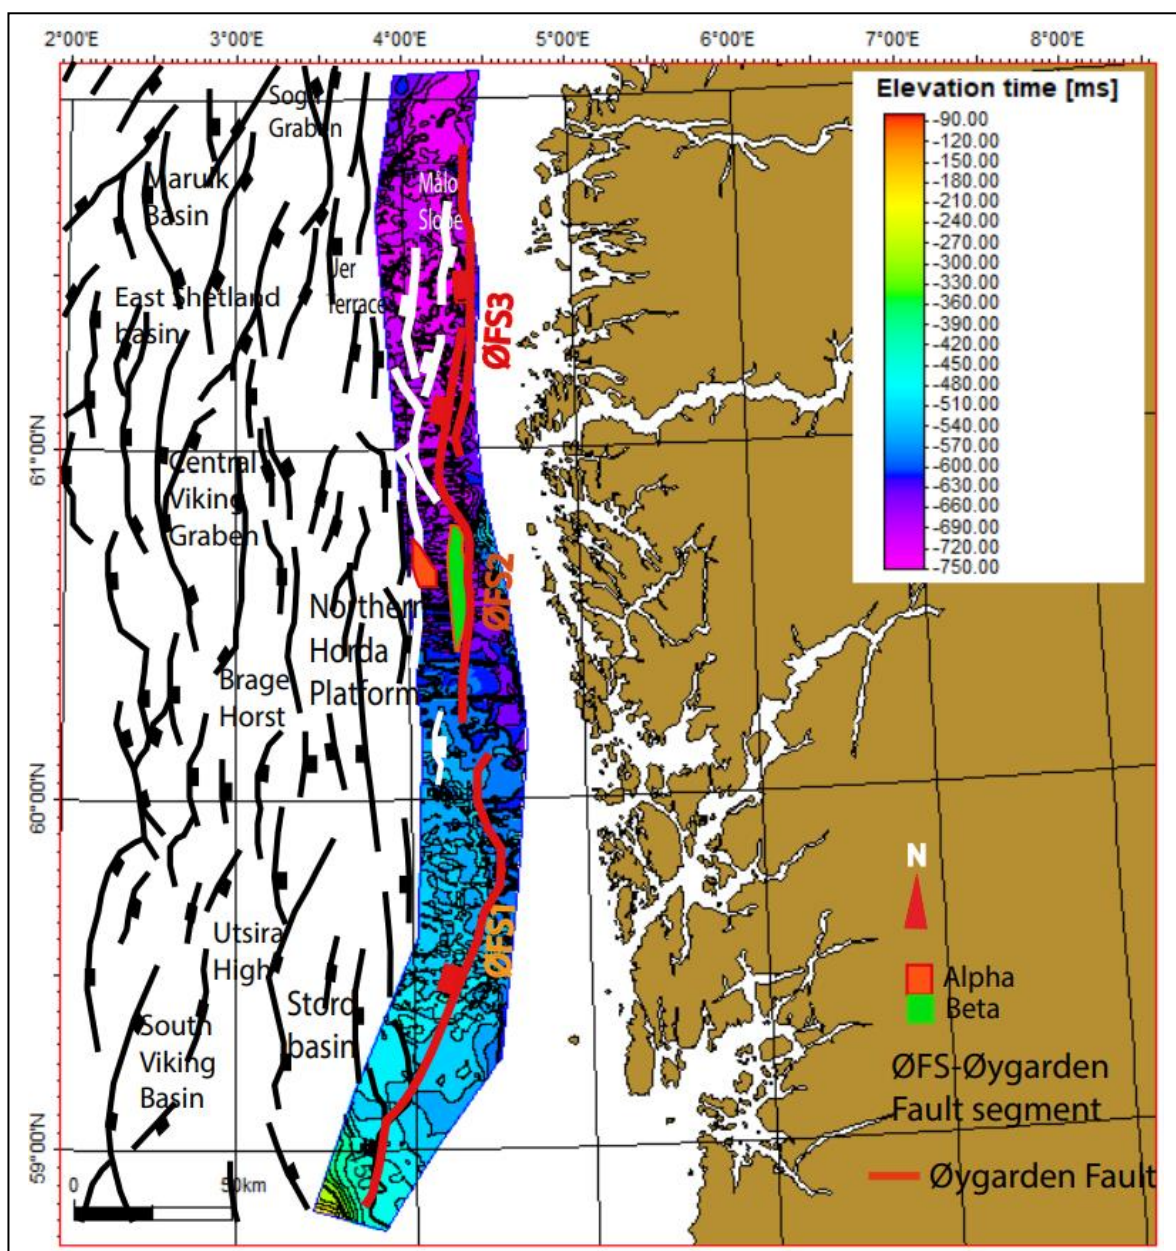 2°00'E 3°00'E 4°00'E 5°00'E 6°00'E 7°00'E 8°00'E
Elevation time [ms]
-90.00
-120.00
-150.00
-180.00
-210.00
-240.00
-270.00
-300.00
-330.00
-360.00
-390.00
-420.00
-450.00
-480.00
-510.00
-540.00
-570.00
-600.00
-630.00
-660.00
-690.00
-720.00
-750.00
Sogn
Graben
Marulk
Basin
Måloy
Slope
Uer
Terrace
East Shetland
basin
ØFS3
61°00'N
Central
Viking
Graben
ØFS2
Northern
Horda
Platform
Brage
Horst
60°00'N
ØFS1
Utsira
High
Stord
basin
South
Viking
Basin
59°00'N
0 50km
N
Alpha
Beta
ØFS-Øygarden
Fault segment
Øygarden Fault